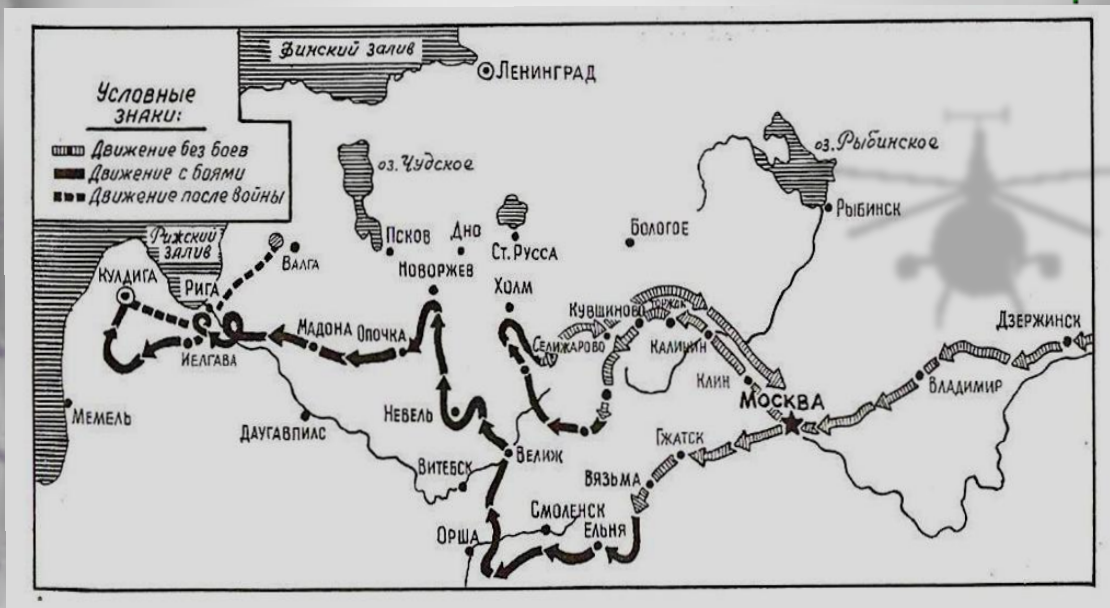 Финский залив
ЛЕНИНГРАД
Условные
знаки:
Движение без боев
Движение с боями
Движение после войны
оз. Чудское
оз. Рыбинское
Рыбинск
Бологое
Псков
Дно
Ст. Русса
Рижский
залив
Валга
Новоржев
Холм
Кулдига
Рига
Кувшиново
Торжок
Дзержинск
Мадона
Опочка
Селижарово
Калинин
Иелгава
Клин
Владимир
Москва
Мемель
Невель
Даугавпилс
Гжатск
Велиж
Витебск
Вязьма
Смоленск
Орша
Ельня